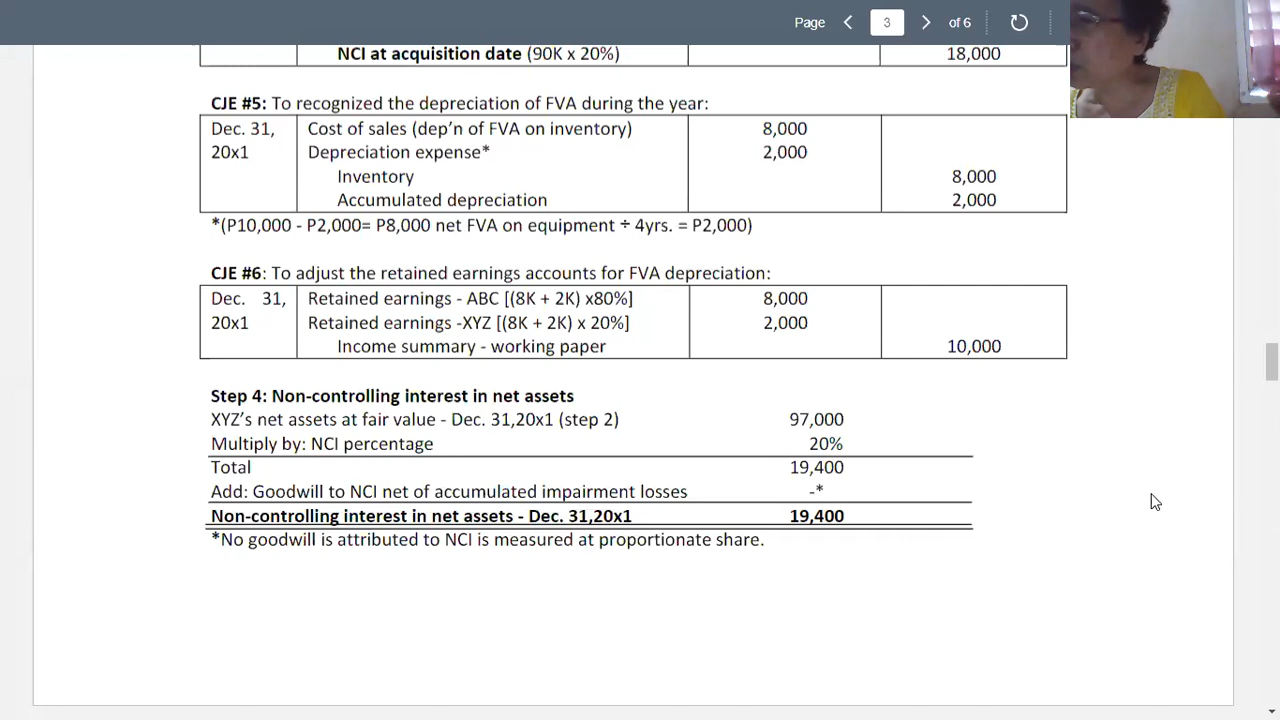 Page 3 of 6
NCI at acquisition date (90K x 20%) 18,000
CJE #5: To recognized the depreciation of FVA during the year:
Dec. 31, Cost of sales (dep'n of FVA on inventory) 8,000
20x1 Depreciation expense* 2,000
Inventory 8,000
Accumulated depreciation 2,000
*(P10,000 - P2,000= P8,000 net FVA on equipment ÷ 4yrs. = P2,000)
CJE #6: To adjust the retained earnings accounts for FVA depreciation:
Dec. 31, Retained earnings - ABC [(8K + 2K) x80%] 8,000
20x1 Retained earnings -XYZ [(8K + 2K) x 20%] 2,000
Income summary - working paper 10,000
Step 4: Non-controlling interest in net assets
XYZ's net assets at fair value - Dec. 31,20x1 (step 2) 97,000
Multiply by: NCI percentage 20%
Total 19,400
Add: Goodwill to NCI net of accumulated impairment losses -*
Non-controlling interest in net assets - Dec. 31,20x1 19,400
*No goodwill is attributed to NCI is measured at proportionate share.